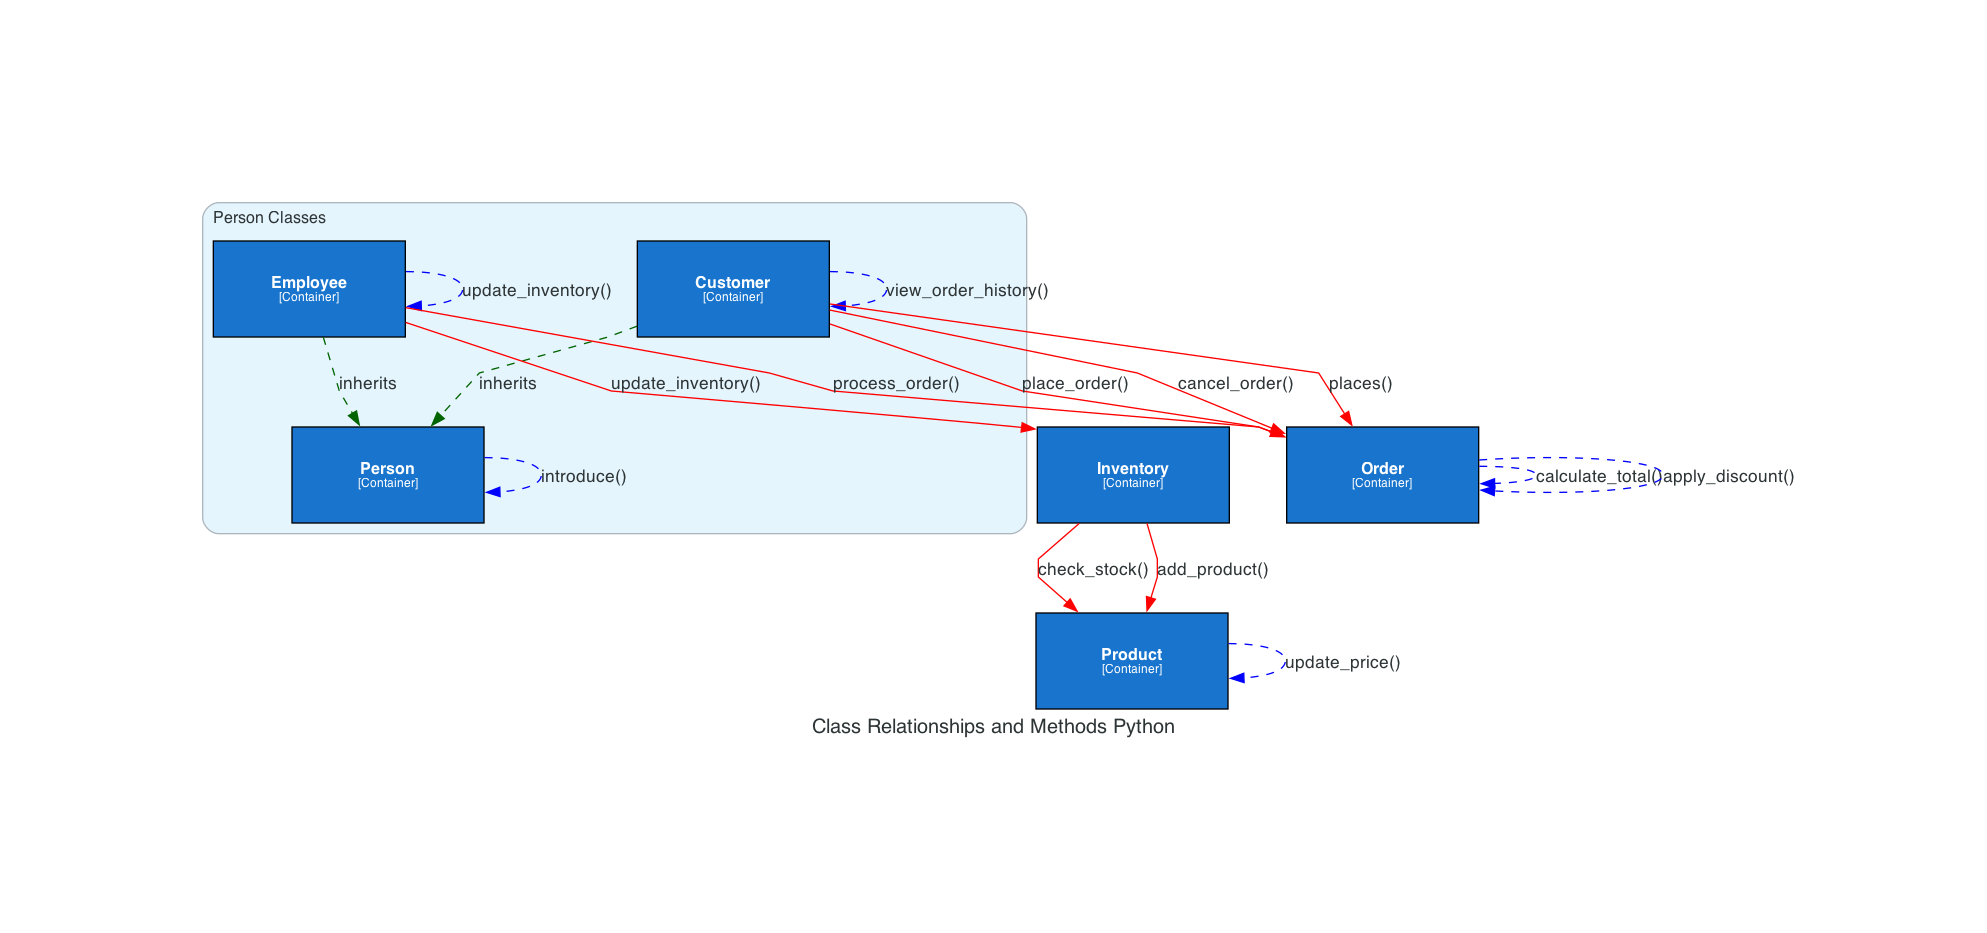 Person Classes
Employee
[Container]
update_inventory()
Customer
[Container]
view_order_history()
inherits
inherits
update_inventory()
process_order()
place_order()
cancel_order()
places()
Person
[Container]
introduce()
Inventory
[Container]
Order
[Container]
calculate_total()
apply_discount()
check_stock()
add_product()
Product
[Container]
update_price()
Class Relationships and Methods Python